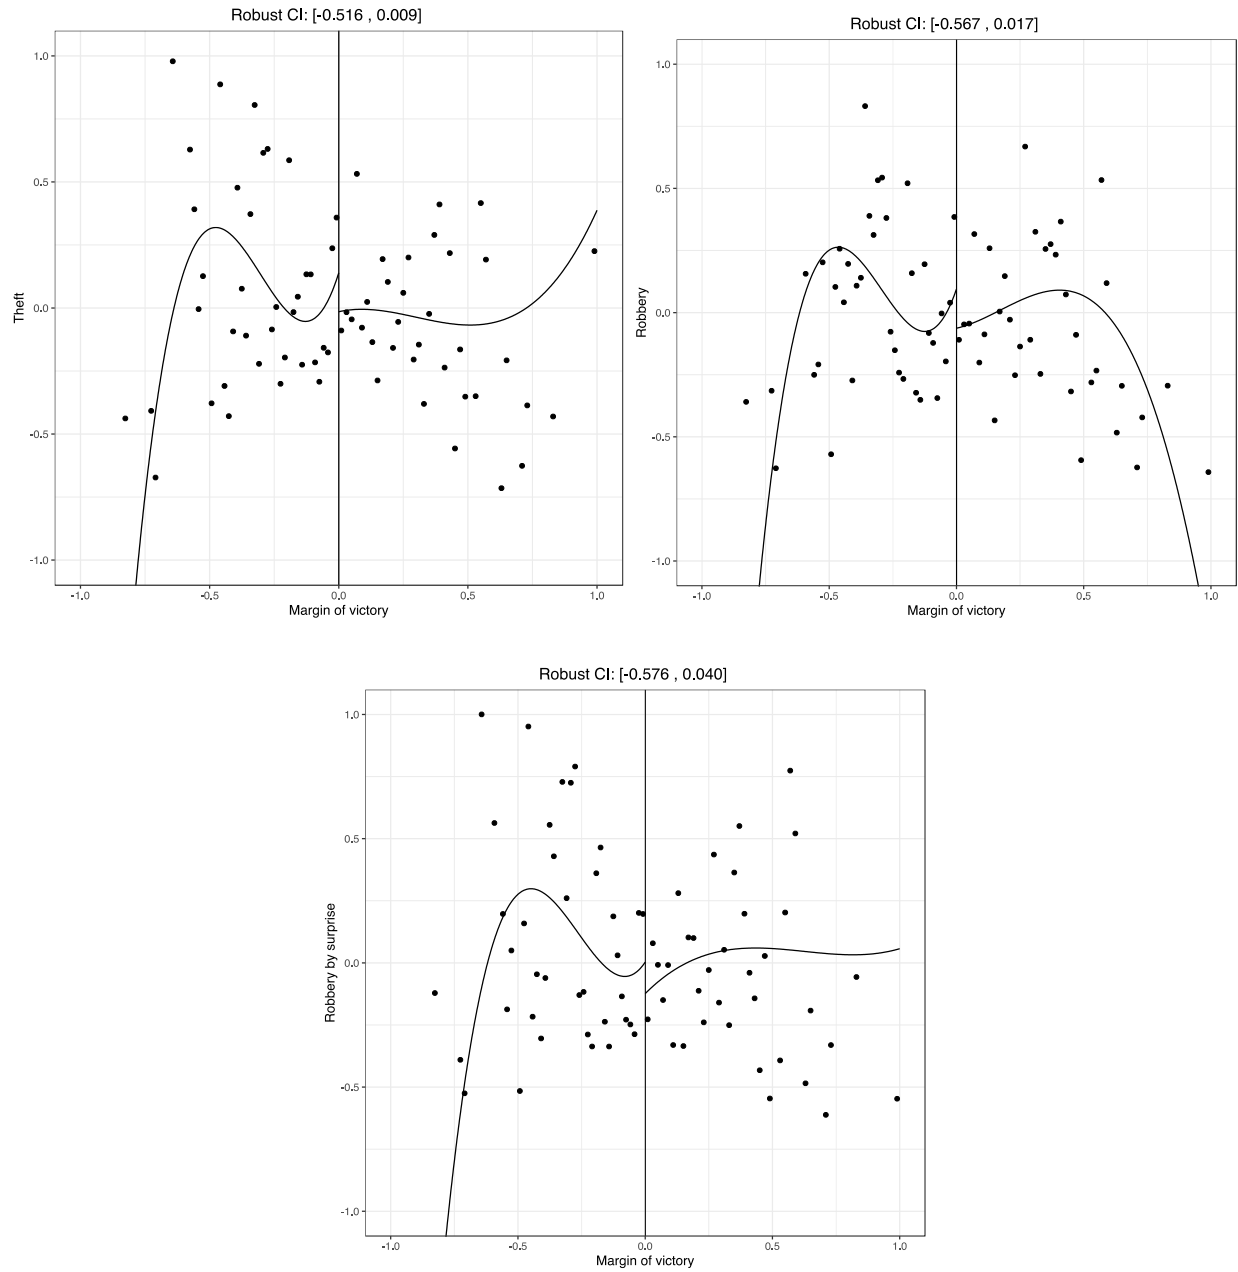 Robust CI: [-0.516 , 0.009]
1.0
0.5
0.0
-0.5
-1.0
Theft
-1.0 -0.5 0.0 0.5 1.0
Margin of victory
Robust CI: [-0.567 , 0.017]
1.0
0.5
0.0
-0.5
-1.0
Robbery
-1.0 -0.5 0.0 0.5 1.0
Margin of victory
Robust CI: [-0.576 , 0.040]
1.0
0.5
0.0
-0.5
-1.0
Robbery by surprise
-1.0 -0.5 0.0 0.5 1.0
Margin of victory